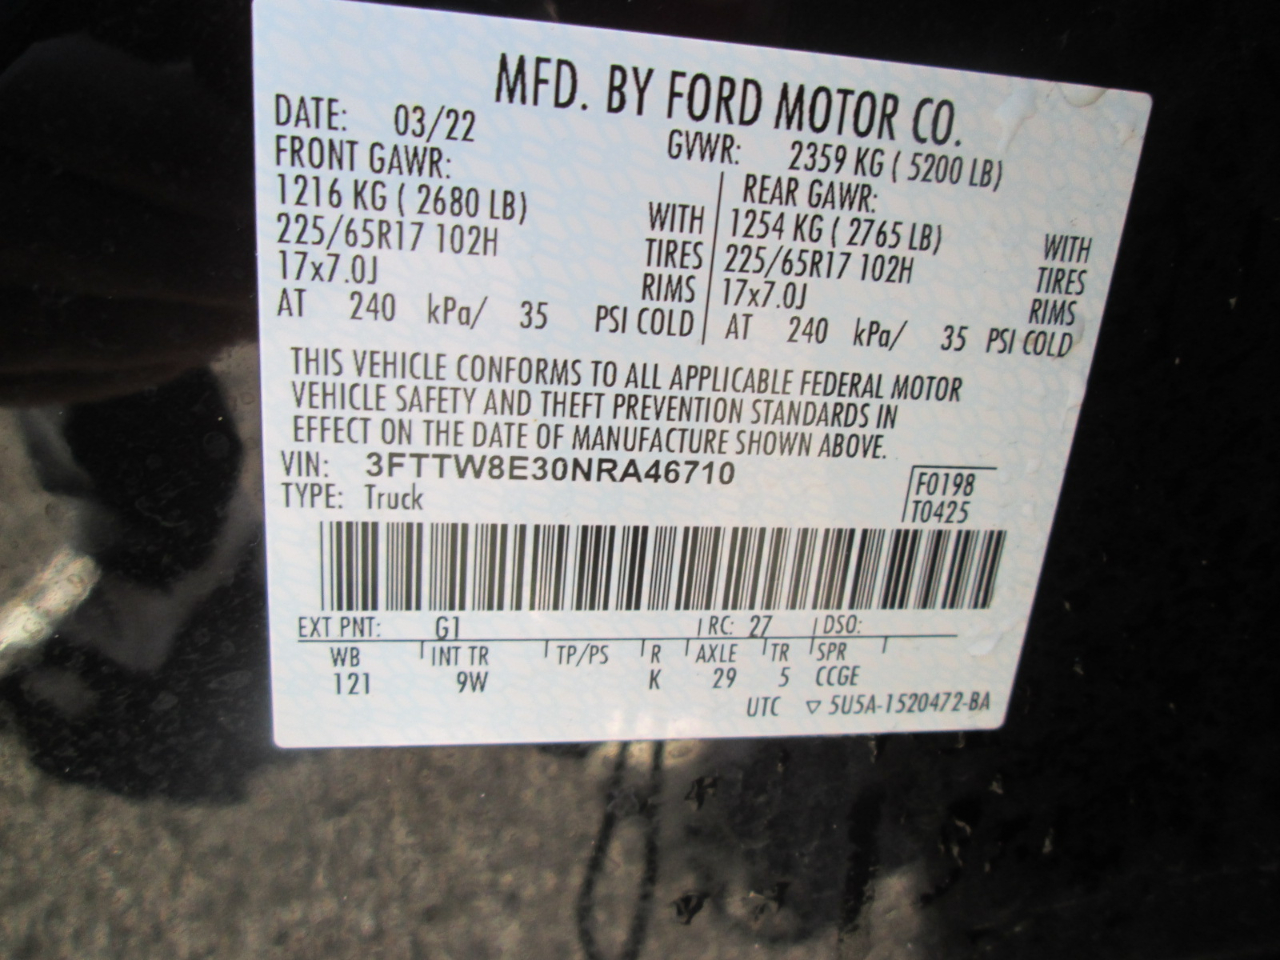 MFD. BY FORD MOTOR CO.
DATE: 03/22 GVWR: 2359 KG ( 5200 LB)
FRONT GAWR: REAR GAWR:
1216 KG ( 2680 LB) WITH 1254 KG ( 2765 LB) WITH
225/65R17 102H TIRES 225/65R17 102H TIRES
17x7.0J RIMS 17x7.0J RIMS
AT 240 kPa/ 35 PSI COLD AT 240 kPa/ 35 PSI COLD
THIS VEHICLE CONFORMS TO ALL APPLICABLE FEDERAL MOTOR
VEHICLE SAFETY AND THEFT PREVENTION STANDARDS IN
EFFECT ON THE DATE OF MANUFACTURE SHOWN ABOVE.
VIN: 3FTTW8E30NRA46710 F0198
TYPE: Truck T0425
EXT PNT: G1 RC: 27 DSO:
WB INT TR TP/PS R AXLE TR SPR
121 9W K 29 5 CCGE
UTC ▽ 5U5A-1520472-BA